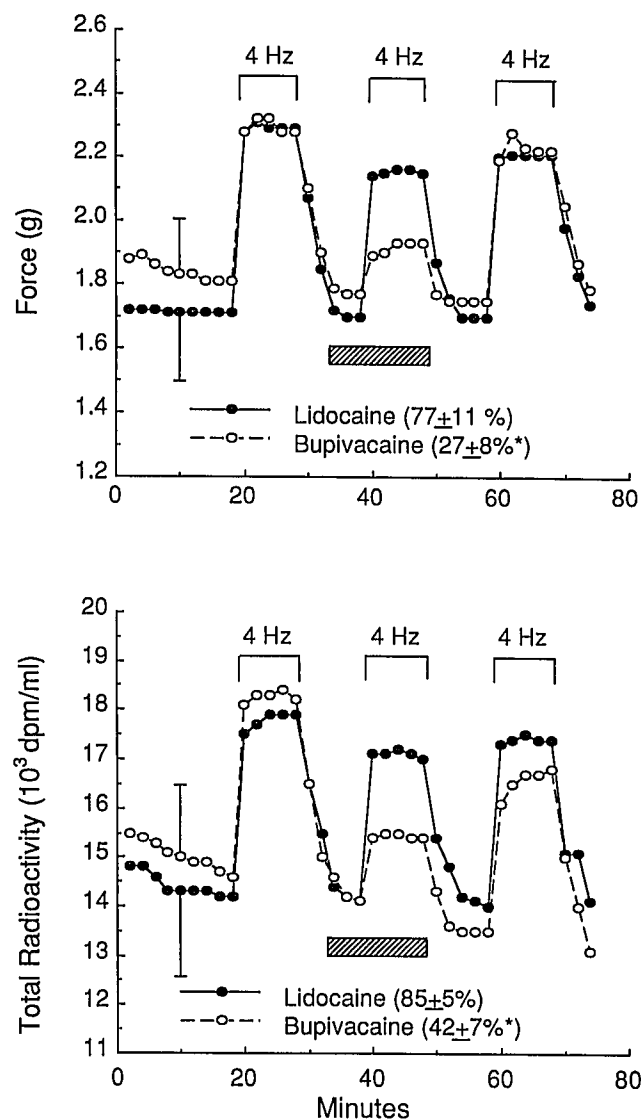 2.6
4 Hz
4 Hz
4 Hz
2.4
2.2
2.0
1.8
1.6
1.4
1.2
Force (g)
Lidocaine (77±11 %)
Bupivacaine (27±8%*)
0
20
40
60
80
20
4 Hz
4 Hz
4 Hz
19
18
17
16
15
14
13
12
11
Total Radioactivity (10³ dpm/ml)
Lidocaine (85±5%)
Bupivacaine (42±7%*)
0
20
40
60
80
Minutes